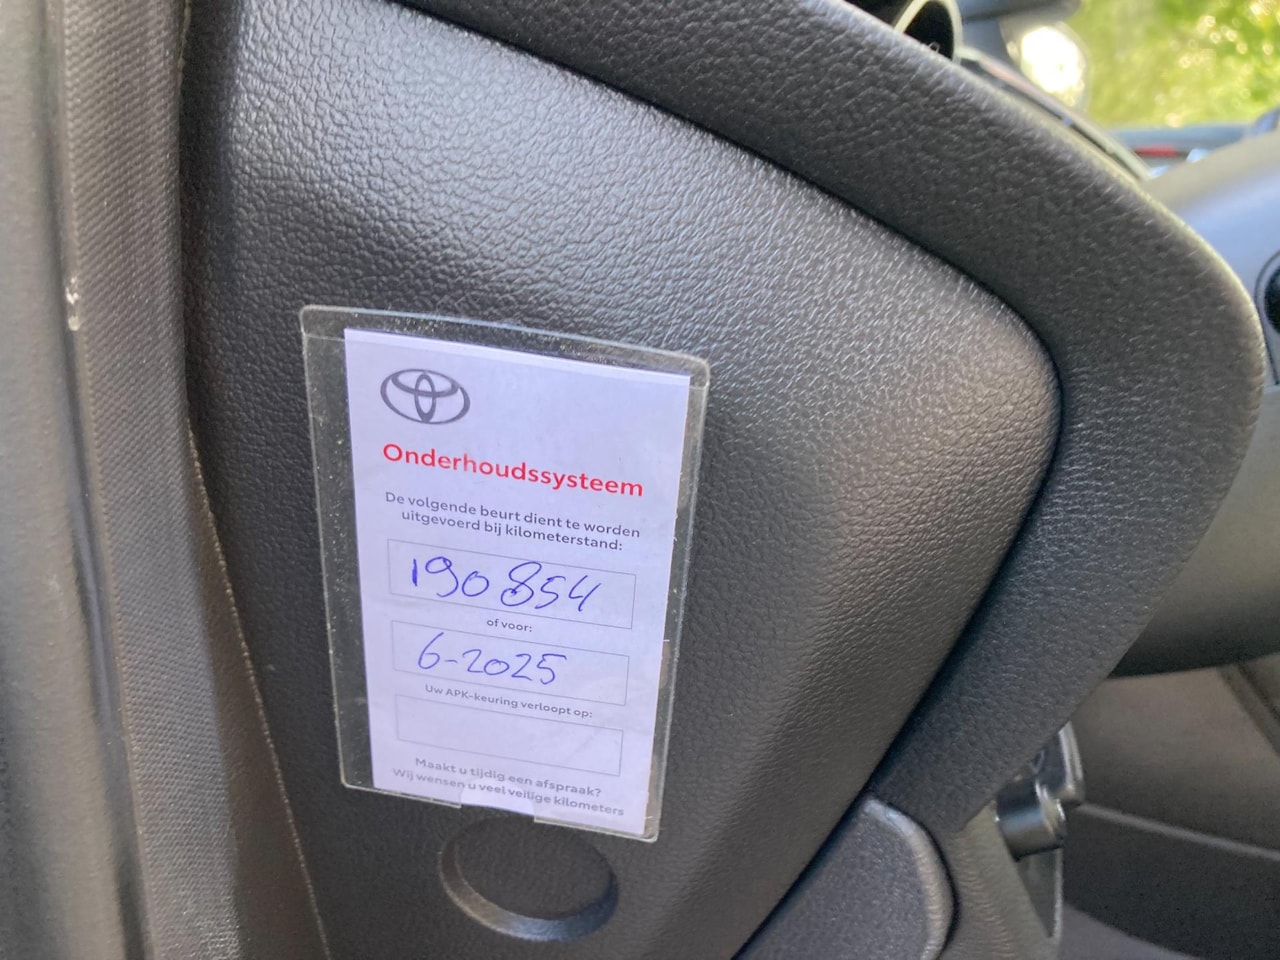 Onderhoudssysteem
De volgende beurt dient te worden
uitgevoerd bij kilometerstand:
190854
of voor:
6-2025
Uw APK-keuring verloopt op:
Maakt u tijdig een afspraak?
Wij wensen u veel veilige kilometers